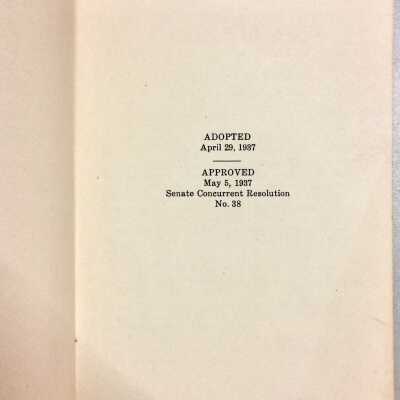 ADOPTED
April 29, 1937
APPROVED
May 5, 1937
Senate Concurrent Resolution
No. 38